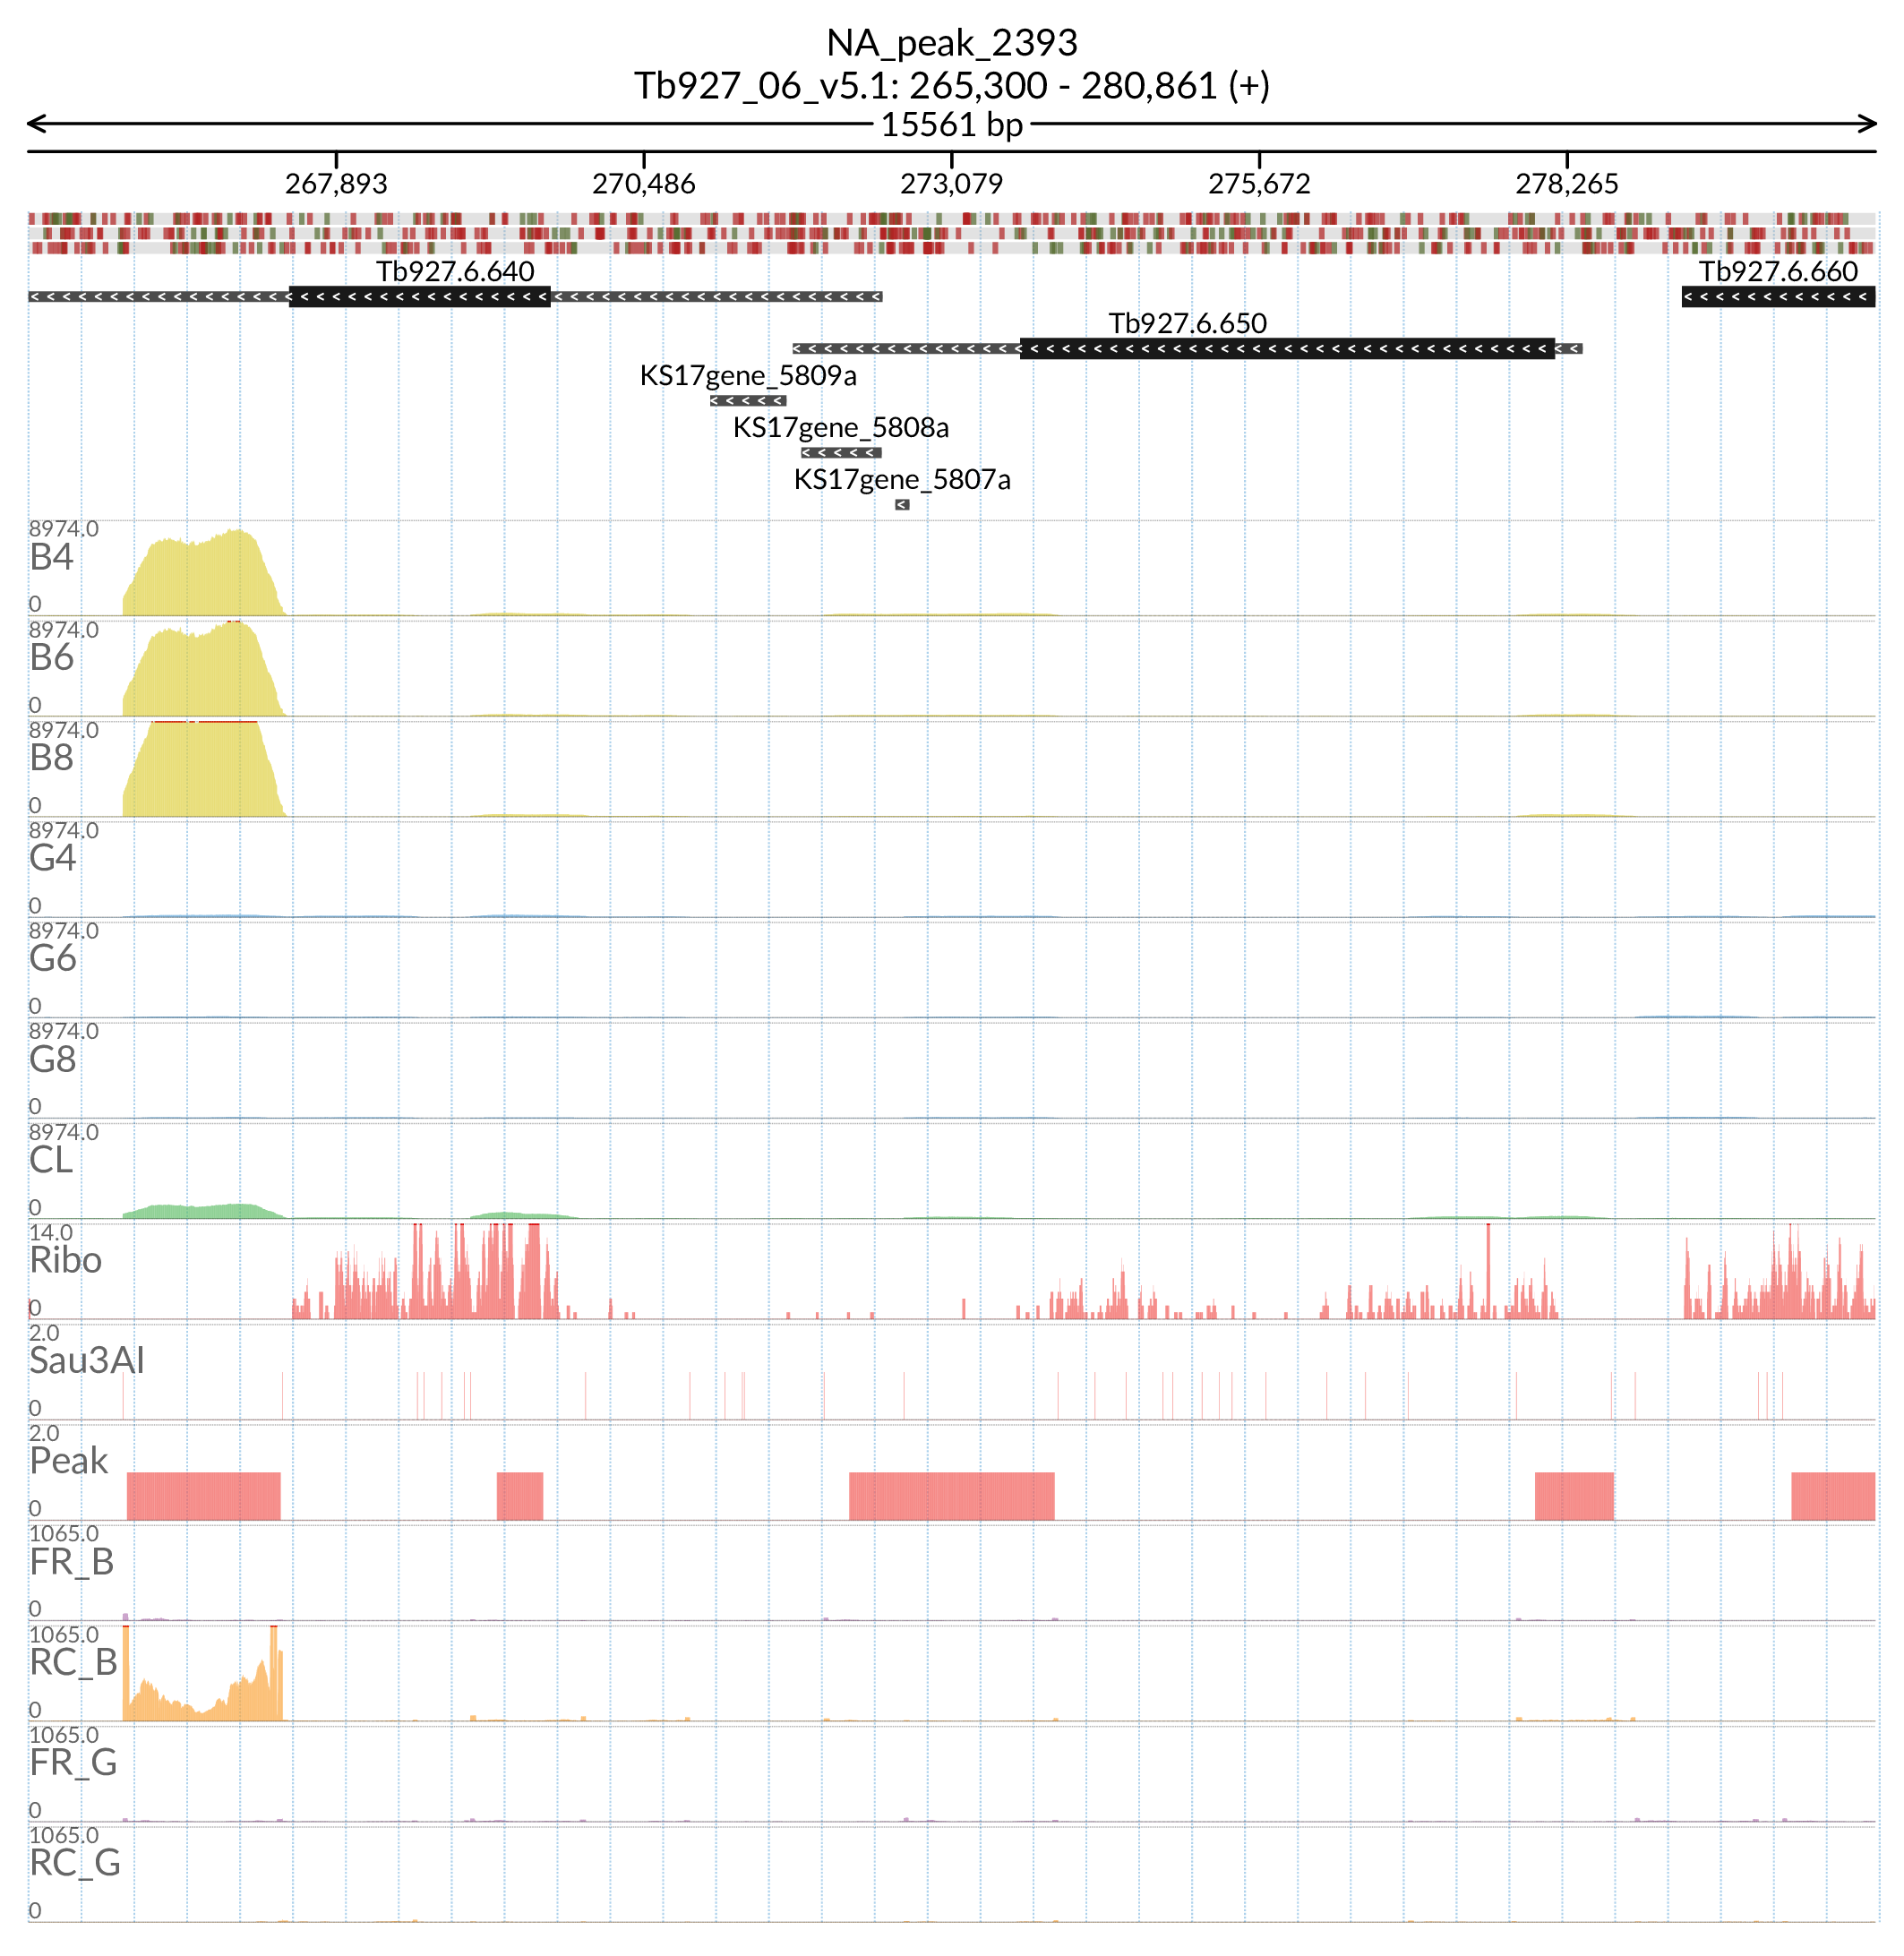 NA_peak_2393
Tb927_06_v5.1: 265,300 - 280,861 (+)
15561 bp
267,893 270,486 273,079 275,672 278,265
Tb927.6.640 Tb927.6.660
Tb927.6.650
KS17gene_5809a
KS17gene_5808a
KS17gene_5807a
8974.0
B4
0
8974.0
B6
0
8974.0
B8
0
8974.0
G4
0
8974.0
G6
0
8974.0
G8
0
8974.0
CL
0
14.0
Ribo
0
2.0
Sau3AI
0
2.0
Peak
0
1065.0
FR_B
0
1065.0
RC_B
0
1065.0
FR_G
0
1065.0
RC_G
0